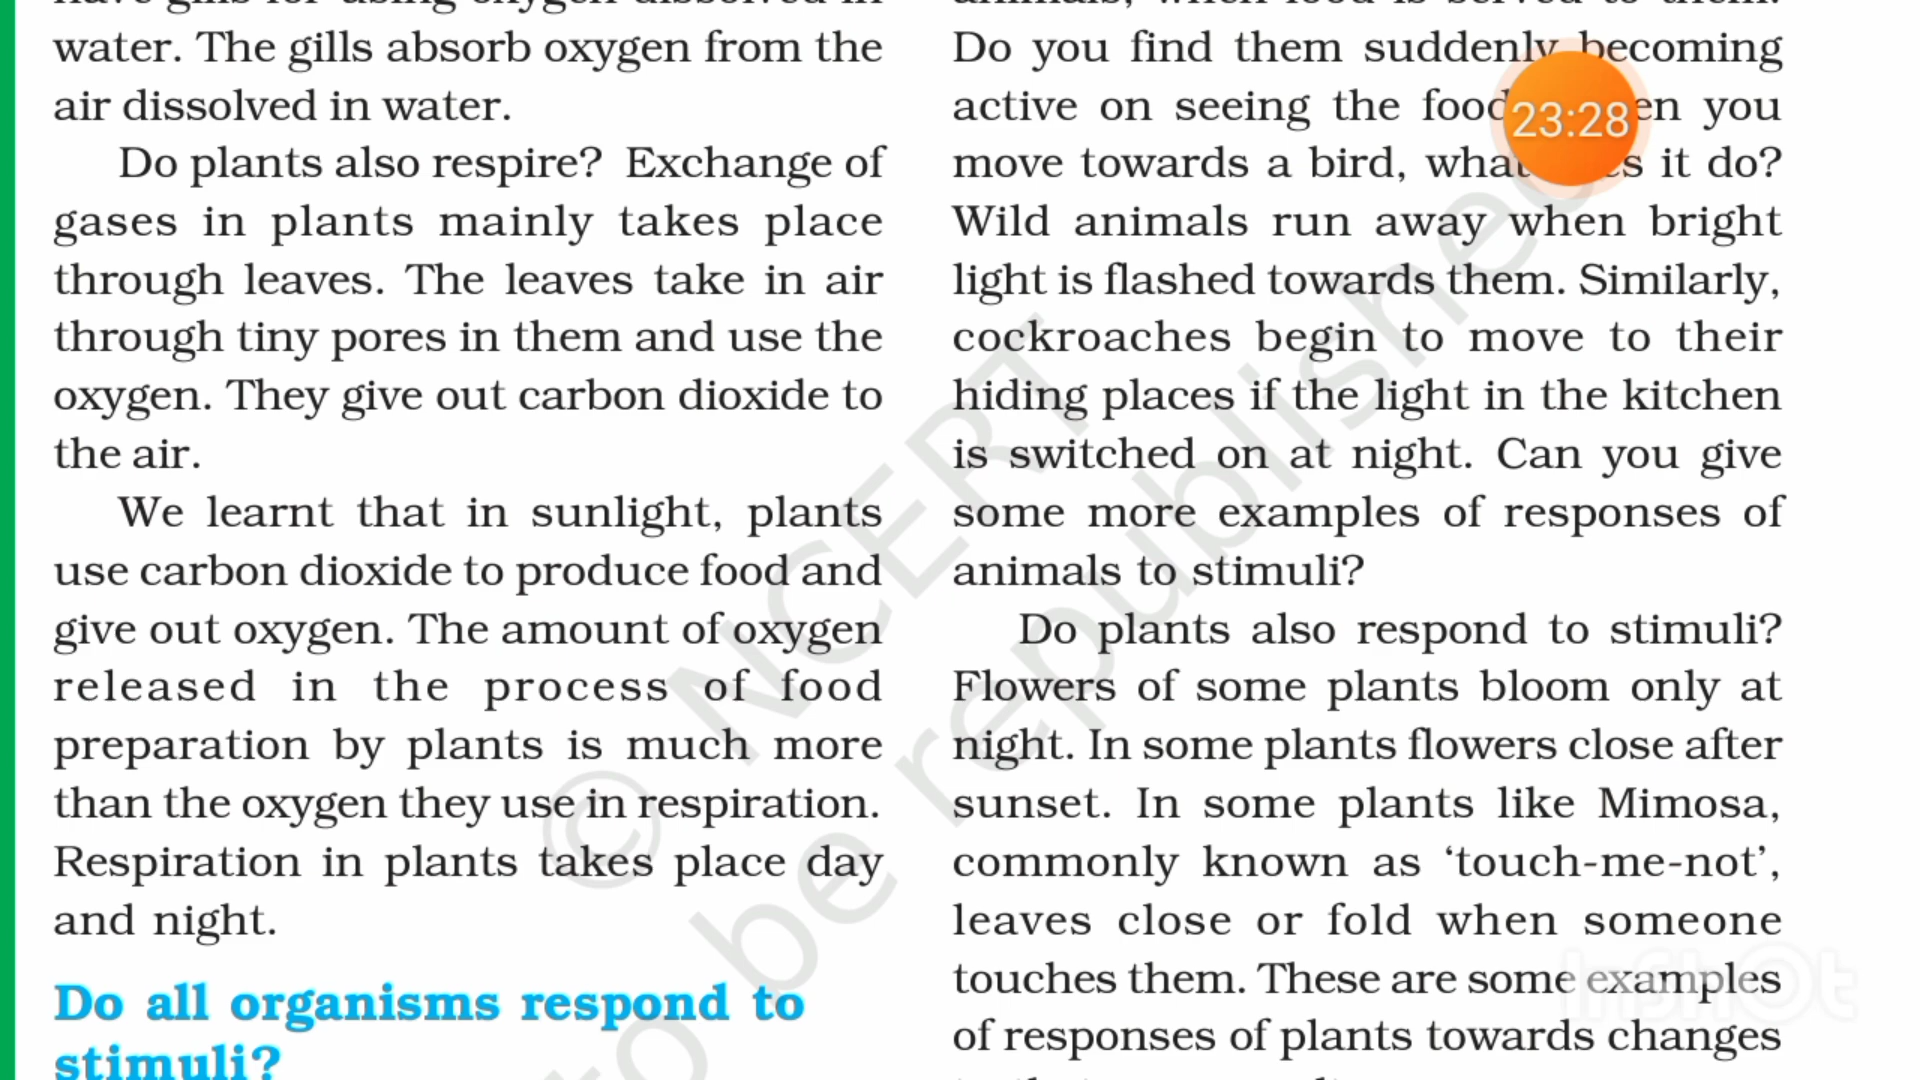 water. The gills absorb oxygen from the
air dissolved in water.
Do plants also respire? Exchange of
gases in plants mainly takes place
through leaves. The leaves take in air
through tiny pores in them and use the
oxygen. They give out carbon dioxide to
the air.
We learnt that in sunlight, plants
use carbon dioxide to produce food and
give out oxygen. The amount of oxygen
released in the process of food
preparation by plants is much more
than the oxygen they use in respiration.
Respiration in plants takes place day
and night.
Do all organisms respond to
stimuli?
Do you find them suddenly becoming
active on seeing the food you
move towards a bird, what it do?
Wild animals run away when bright
light is flashed towards them. Similarly,
cockroaches begin to move to their
hiding places if the light in the kitchen
is switched on at night. Can you give
some more examples of responses of
animals to stimuli?
Do plants also respond to stimuli?
Flowers of some plants bloom only at
night. In some plants flowers close after
sunset. In some plants like Mimosa,
commonly known as ‘touch-me-not’,
leaves close or fold when someone
touches them. These are some examples
of responses of plants towards changes
23:28
© NCERT
to be republished
InShOt